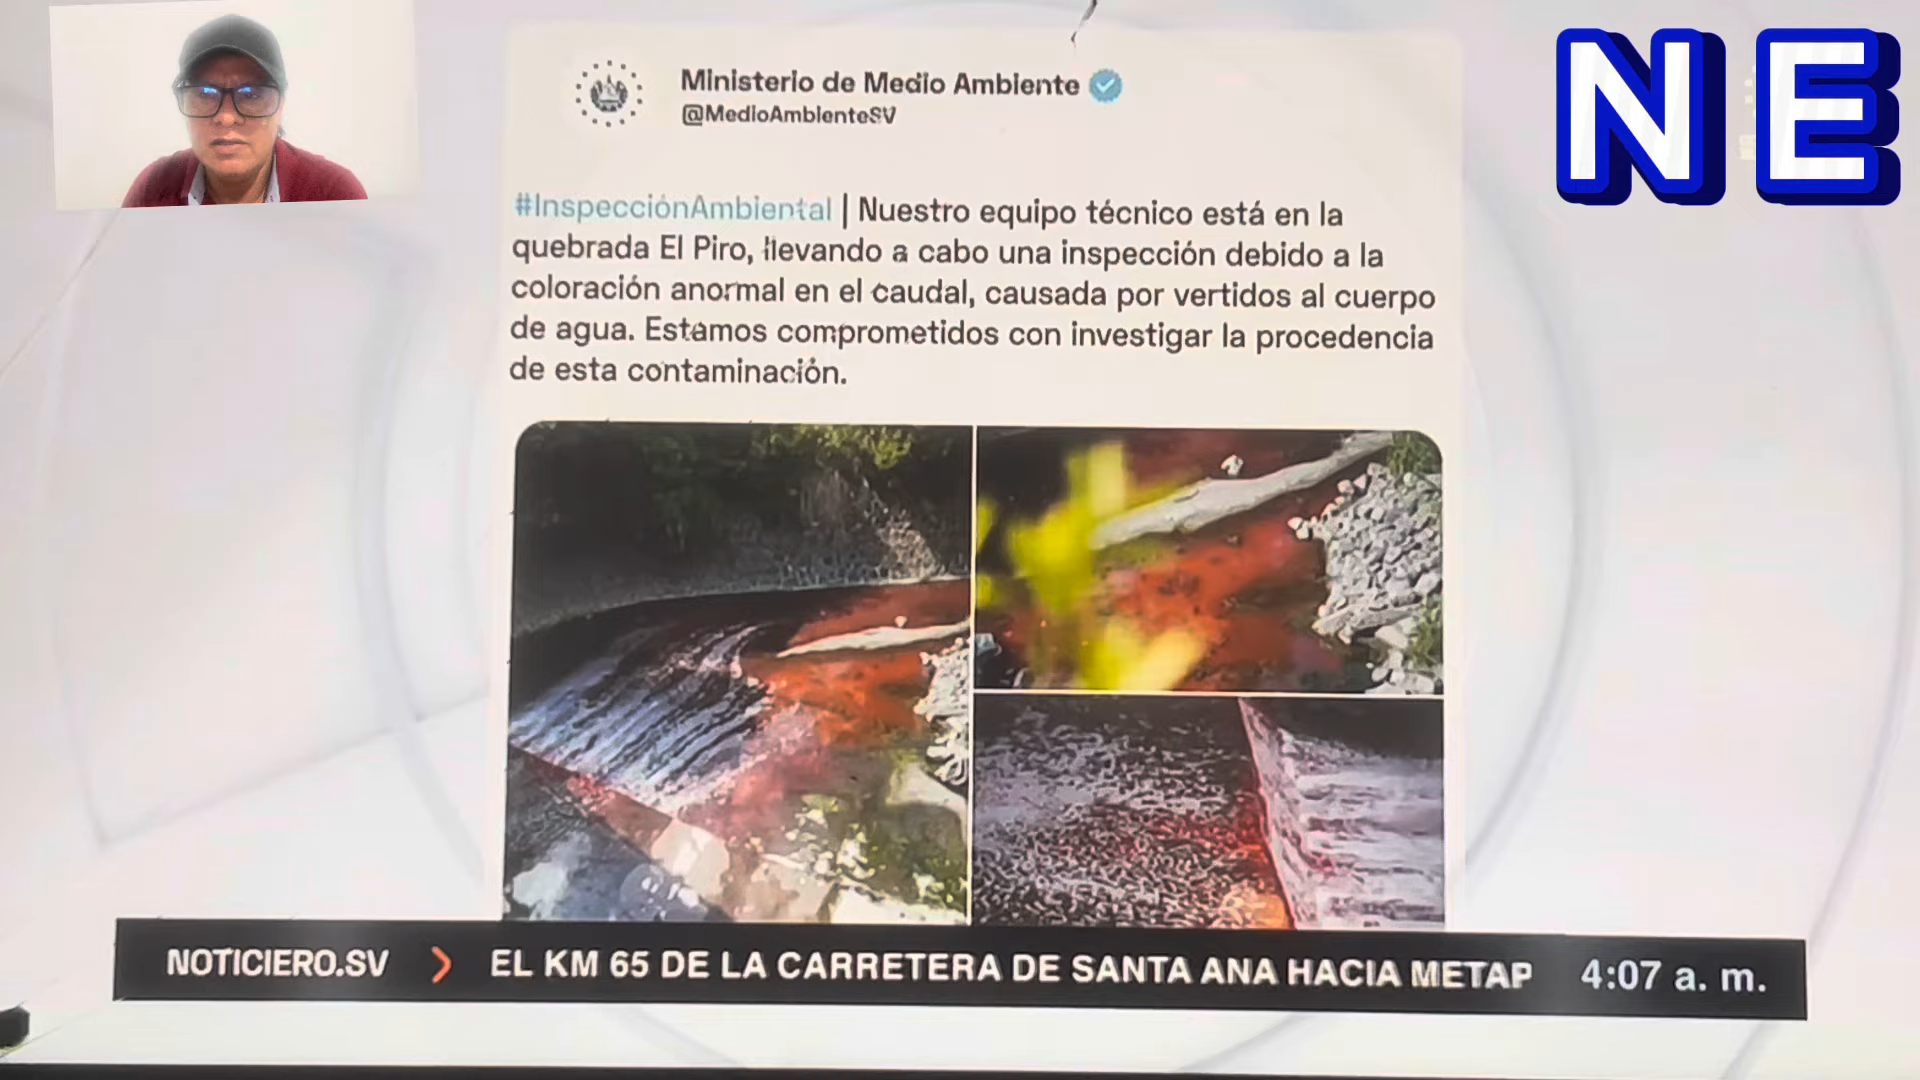 NE
Ministerio de Medio Ambiente
@MedioAmbienteSV
#InspecciónAmbiental | Nuestro equipo técnico está en la
quebrada El Piro, llevando a cabo una inspección debido a la
coloración anormal en el caudal, causada por vertidos al cuerpo
de agua. Estamos comprometidos con investigar la procedencia
de esta contaminación.
NOTICIERO.SV > EL KM 65 DE LA CARRETERA DE SANTA ANA HACIA METAP 4:07 a. m.